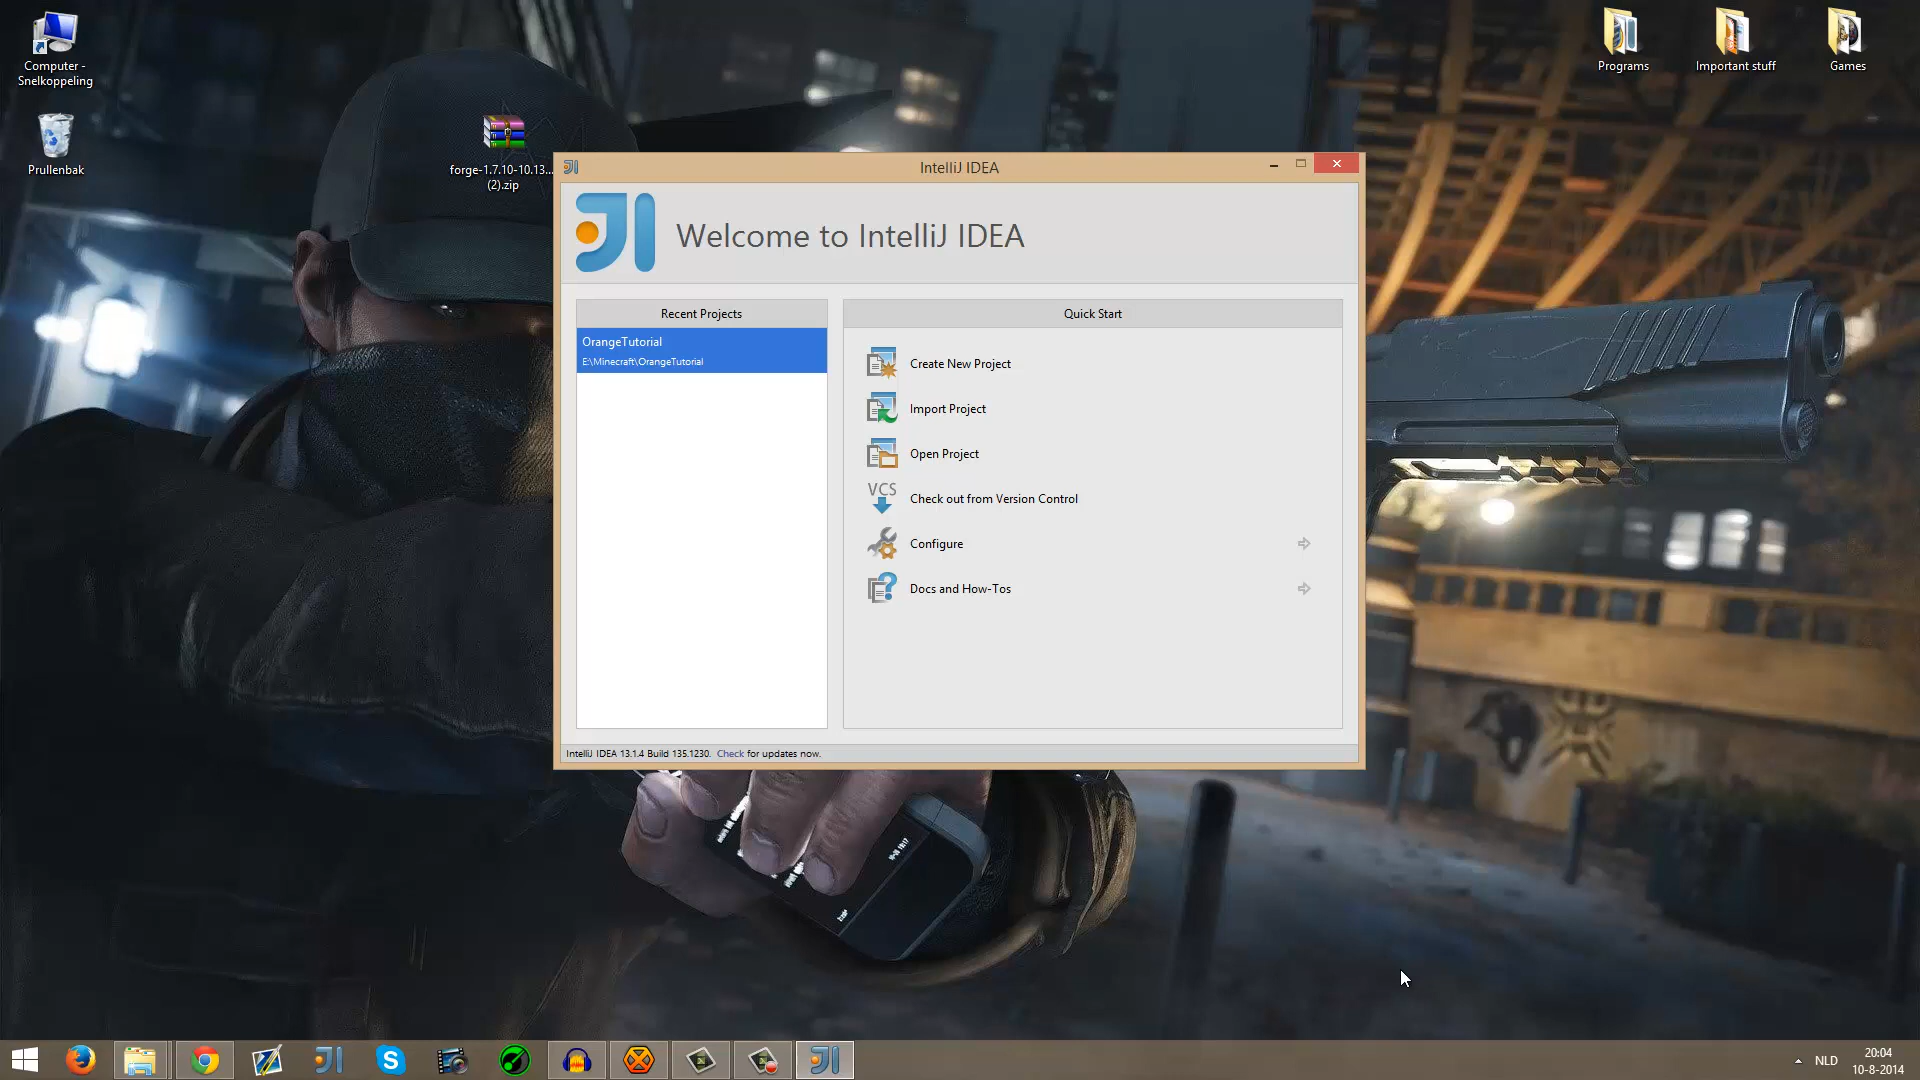 Computer -
Snelkoppeling
Prullenbak
forge-1.7.10-10.13...
(2).zip
Programs
Important stuff
Games
IntelliJ IDEA
Welcome to IntelliJ IDEA
Recent Projects
OrangeTutorial
E:\Minecraft\OrangeTutorial
Quick Start
Create New Project
Import Project
Open Project
VCS
Check out from Version Control
Configure
Docs and How-Tos
IntelliJ IDEA 13.1.4 Build 135.1230. Check for updates now.
NLD
20:04
10-8-2014